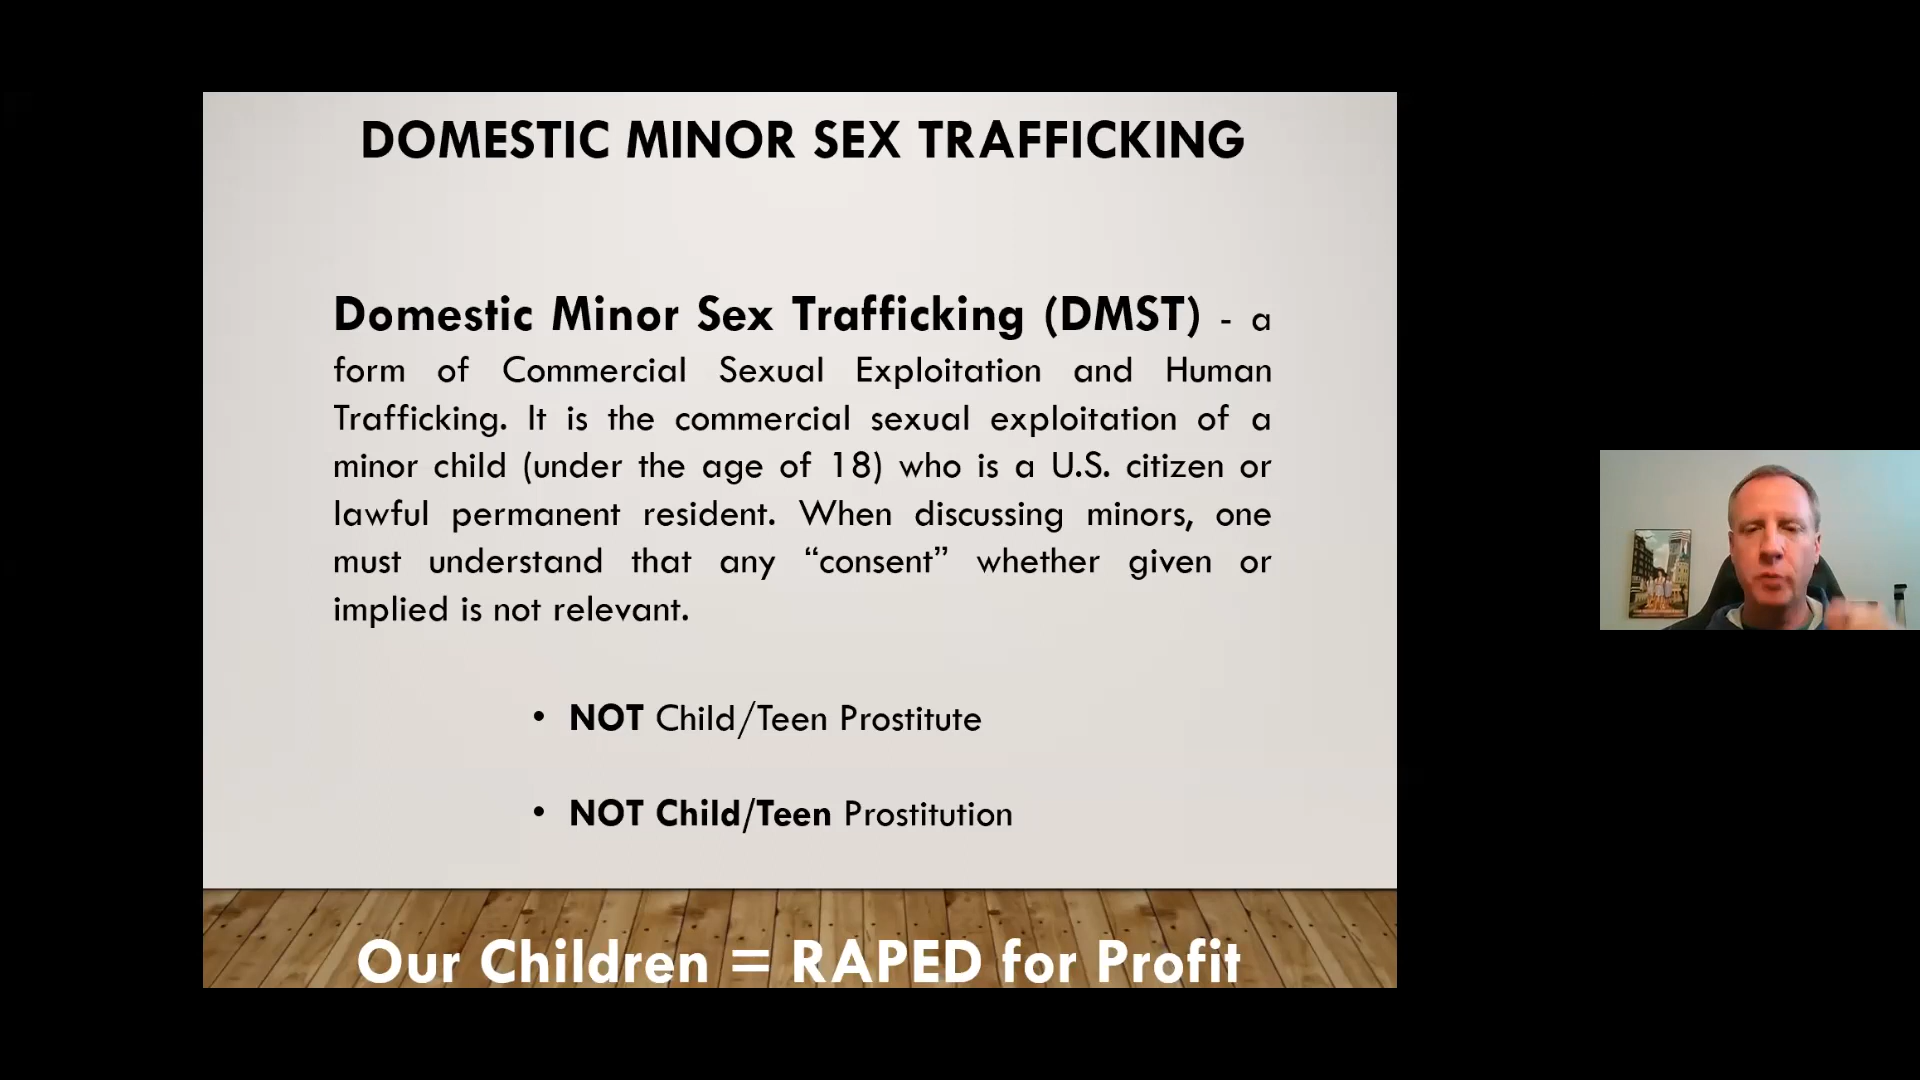 DOMESTIC MINOR SEX TRAFFICKING
Domestic Minor Sex Trafficking (DMST) - a
form of Commercial Sexual Exploitation and Human
Trafficking. It is the commercial sexual exploitation of a
minor child (under the age of 18) who is a U.S. citizen or
lawful permanent resident. When discussing minors, one
must understand that any “consent” whether given or
implied is not relevant.
• NOT Child/Teen Prostitute
• NOT Child/Teen Prostitution
Our Children = RAPED for Profit